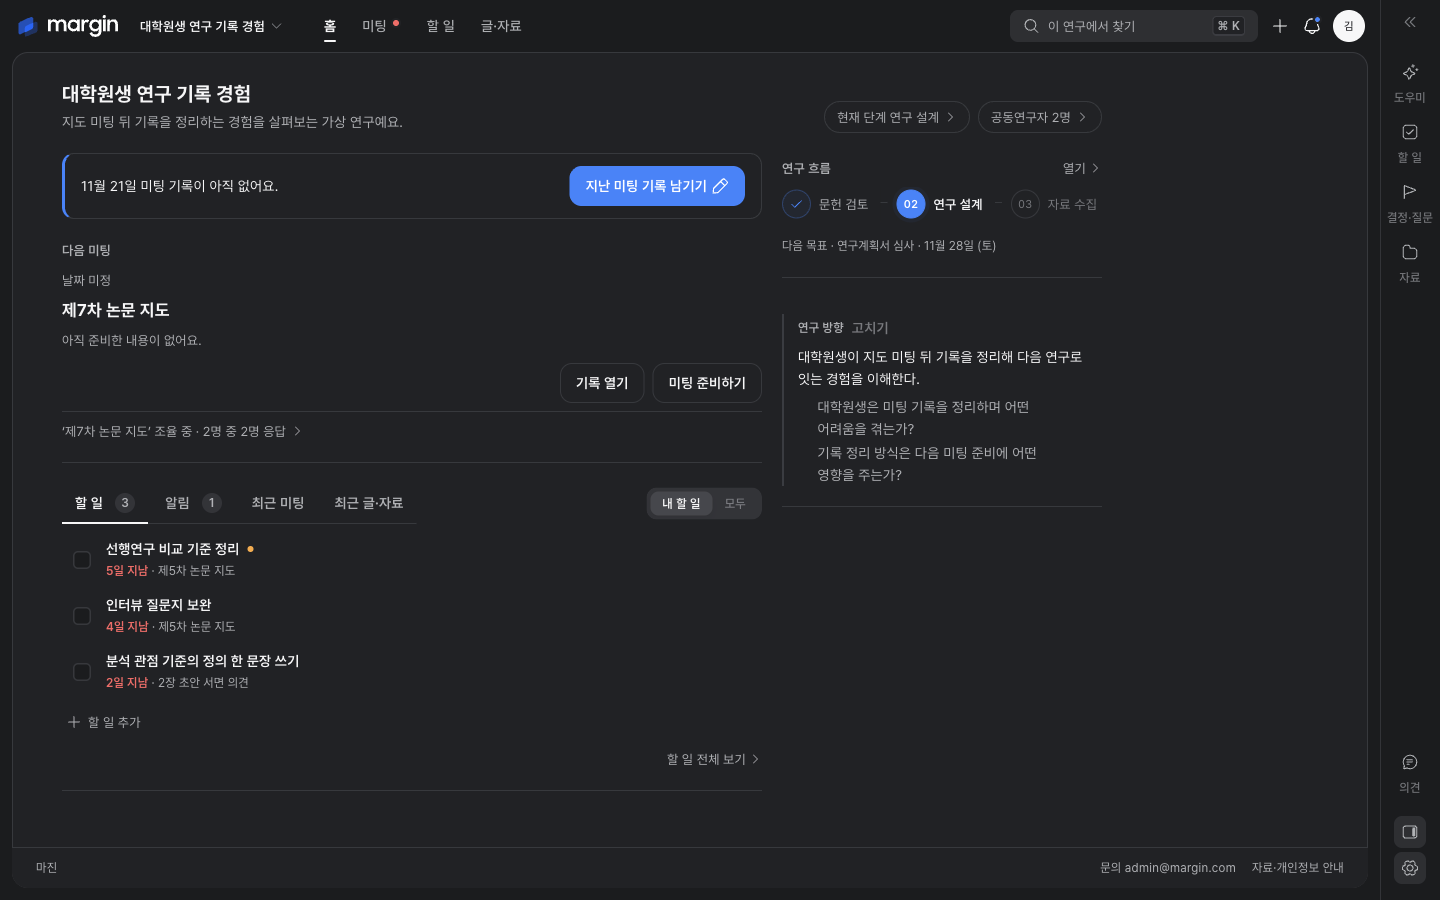 margin
대학원생 연구 기록 경험
홈
미팅
할 일
글·자료
이 연구에서 찾기
⌘ K
김
대학원생 연구 기록 경험
지도 미팅 뒤 기록을 정리하는 경험을 살펴보는 가상 연구예요.
현재 단계 연구 설계
공동연구자 2명
11월 21일 미팅 기록이 아직 없어요.
지난 미팅 기록 남기기
다음 미팅
날짜 미정
제7차 논문 지도
아직 준비한 내용이 없어요.
기록 열기
미팅 준비하기
‘제7차 논문 지도’ 조율 중 · 2명 중 2명 응답
할 일 3
알림 1
최근 미팅
최근 글·자료
내 할 일
모두
선행연구 비교 기준 정리
5일 지남 · 제5차 논문 지도
인터뷰 질문지 보완
4일 지남 · 제5차 논문 지도
분석 관점 기준의 정의 한 문장 쓰기
2일 지남 · 2장 초안 서면 의견
할 일 추가
할 일 전체 보기
연구 흐름
열기
문헌 검토
02 연구 설계
03 자료 수집
다음 목표 · 연구계획서 심사 · 11월 28일 (토)
연구 방향 고치기
대학원생이 지도 미팅 뒤 기록을 정리해 다음 연구로
잇는 경험을 이해한다.
대학원생은 미팅 기록을 정리하며 어떤
어려움을 겪는가?
기록 정리 방식은 다음 미팅 준비에 어떤
영향을 주는가?
도우미
할 일
결정·질문
자료
의견
마진
문의 admin@margin.com
자료·개인정보 안내